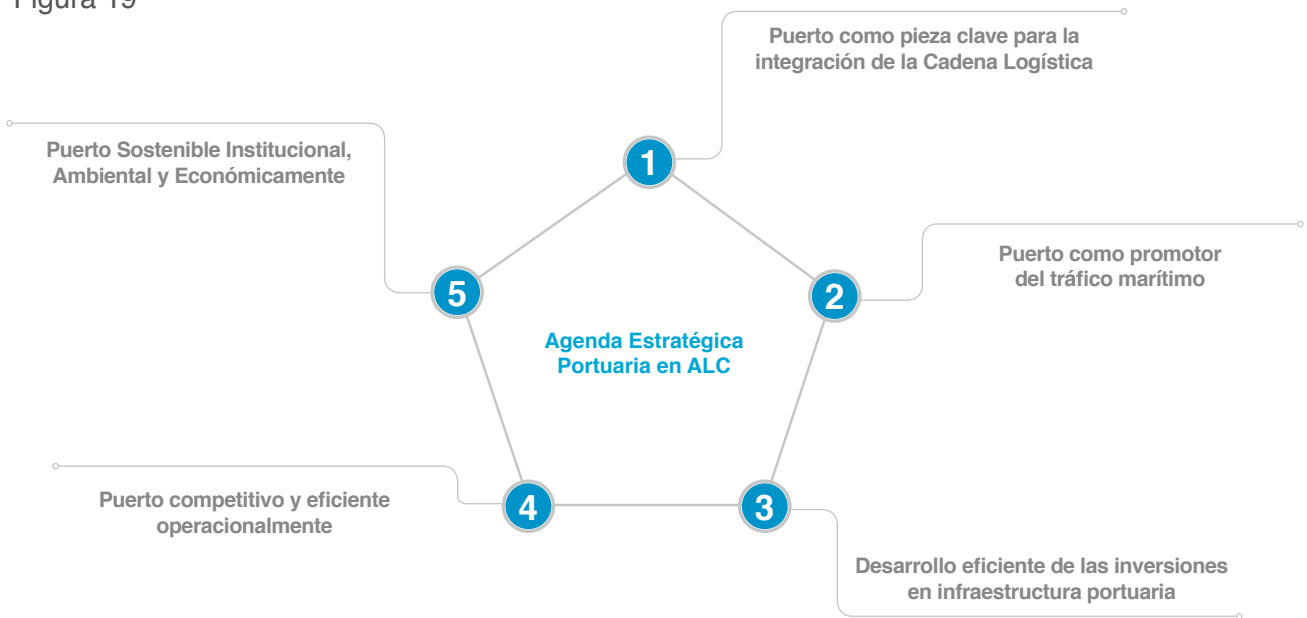 Figura 19
Puerto como pieza clave para la
integración de la Cadena Logística
1
Puerto como promotor
del tráfico marítimo
2
Desarrollo eficiente de las inversiones
en infraestructura portuaria
3
Puerto competitivo y eficiente
operacionalmente
4
Puerto Sostenible Institucional,
Ambiental y Económicamente
5
Agenda Estratégica
Portuaria en ALC